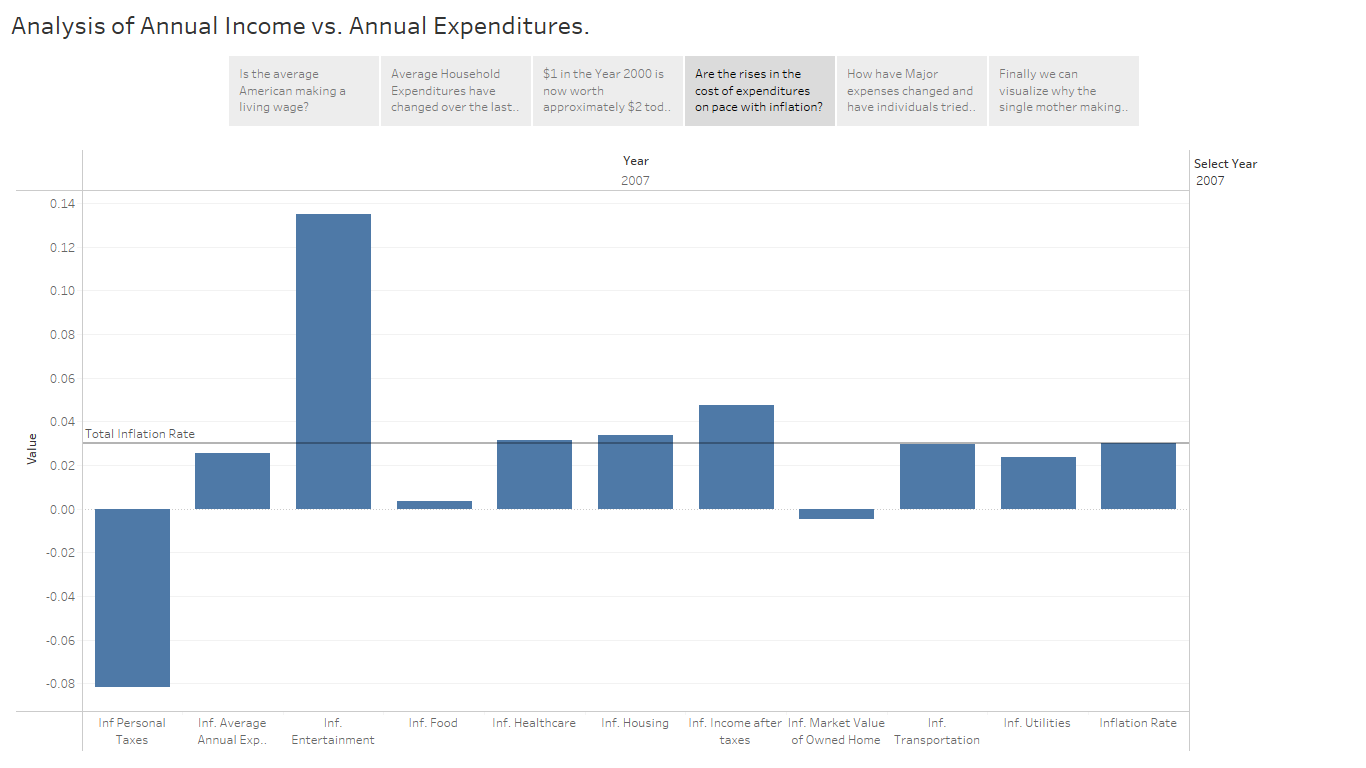 Analysis of Annual Income vs. Annual Expenditures.
Is the average
American making a
living wage?
Average Household
Expenditures have
changed over the last..
$1 in the Year 2000 is
now worth
approximately $2 tod..
Are the rises in the
cost of expenditures
on pace with inflation?
How have Major
expenses changed and
have individuals tried..
Finally we can
visualize why the
single mother making..
Year
2007
Select Year
2007
0.14
0.12
0.10
0.08
0.06
0.04
0.02
0.00
-0.02
-0.04
-0.06
-0.08
Value
Total Inflation Rate
Inf Personal
Taxes
Inf. Average
Annual Exp..
Inf.
Entertainment
Inf. Food
Inf. Healthcare
Inf. Housing
Inf. Income after
taxes
Inf. Market Value
of Owned Home
Inf.
Transportation
Inf. Utilities
Inflation Rate